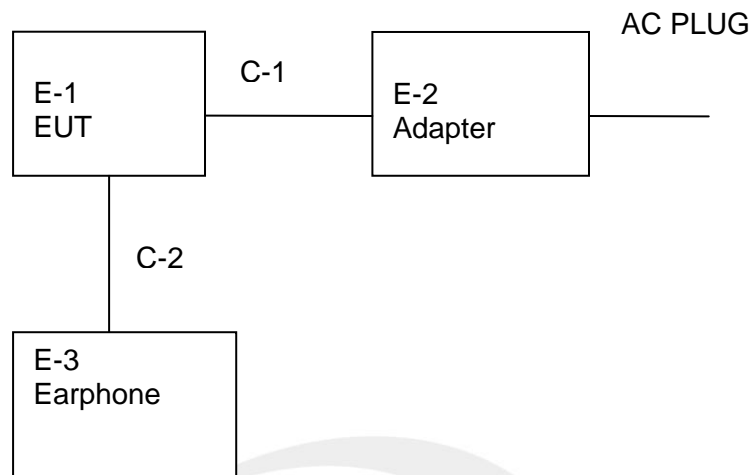 AC PLUG
C-1
E-1
EUT
E-2
Adapter
C-2
E-3
Earphone